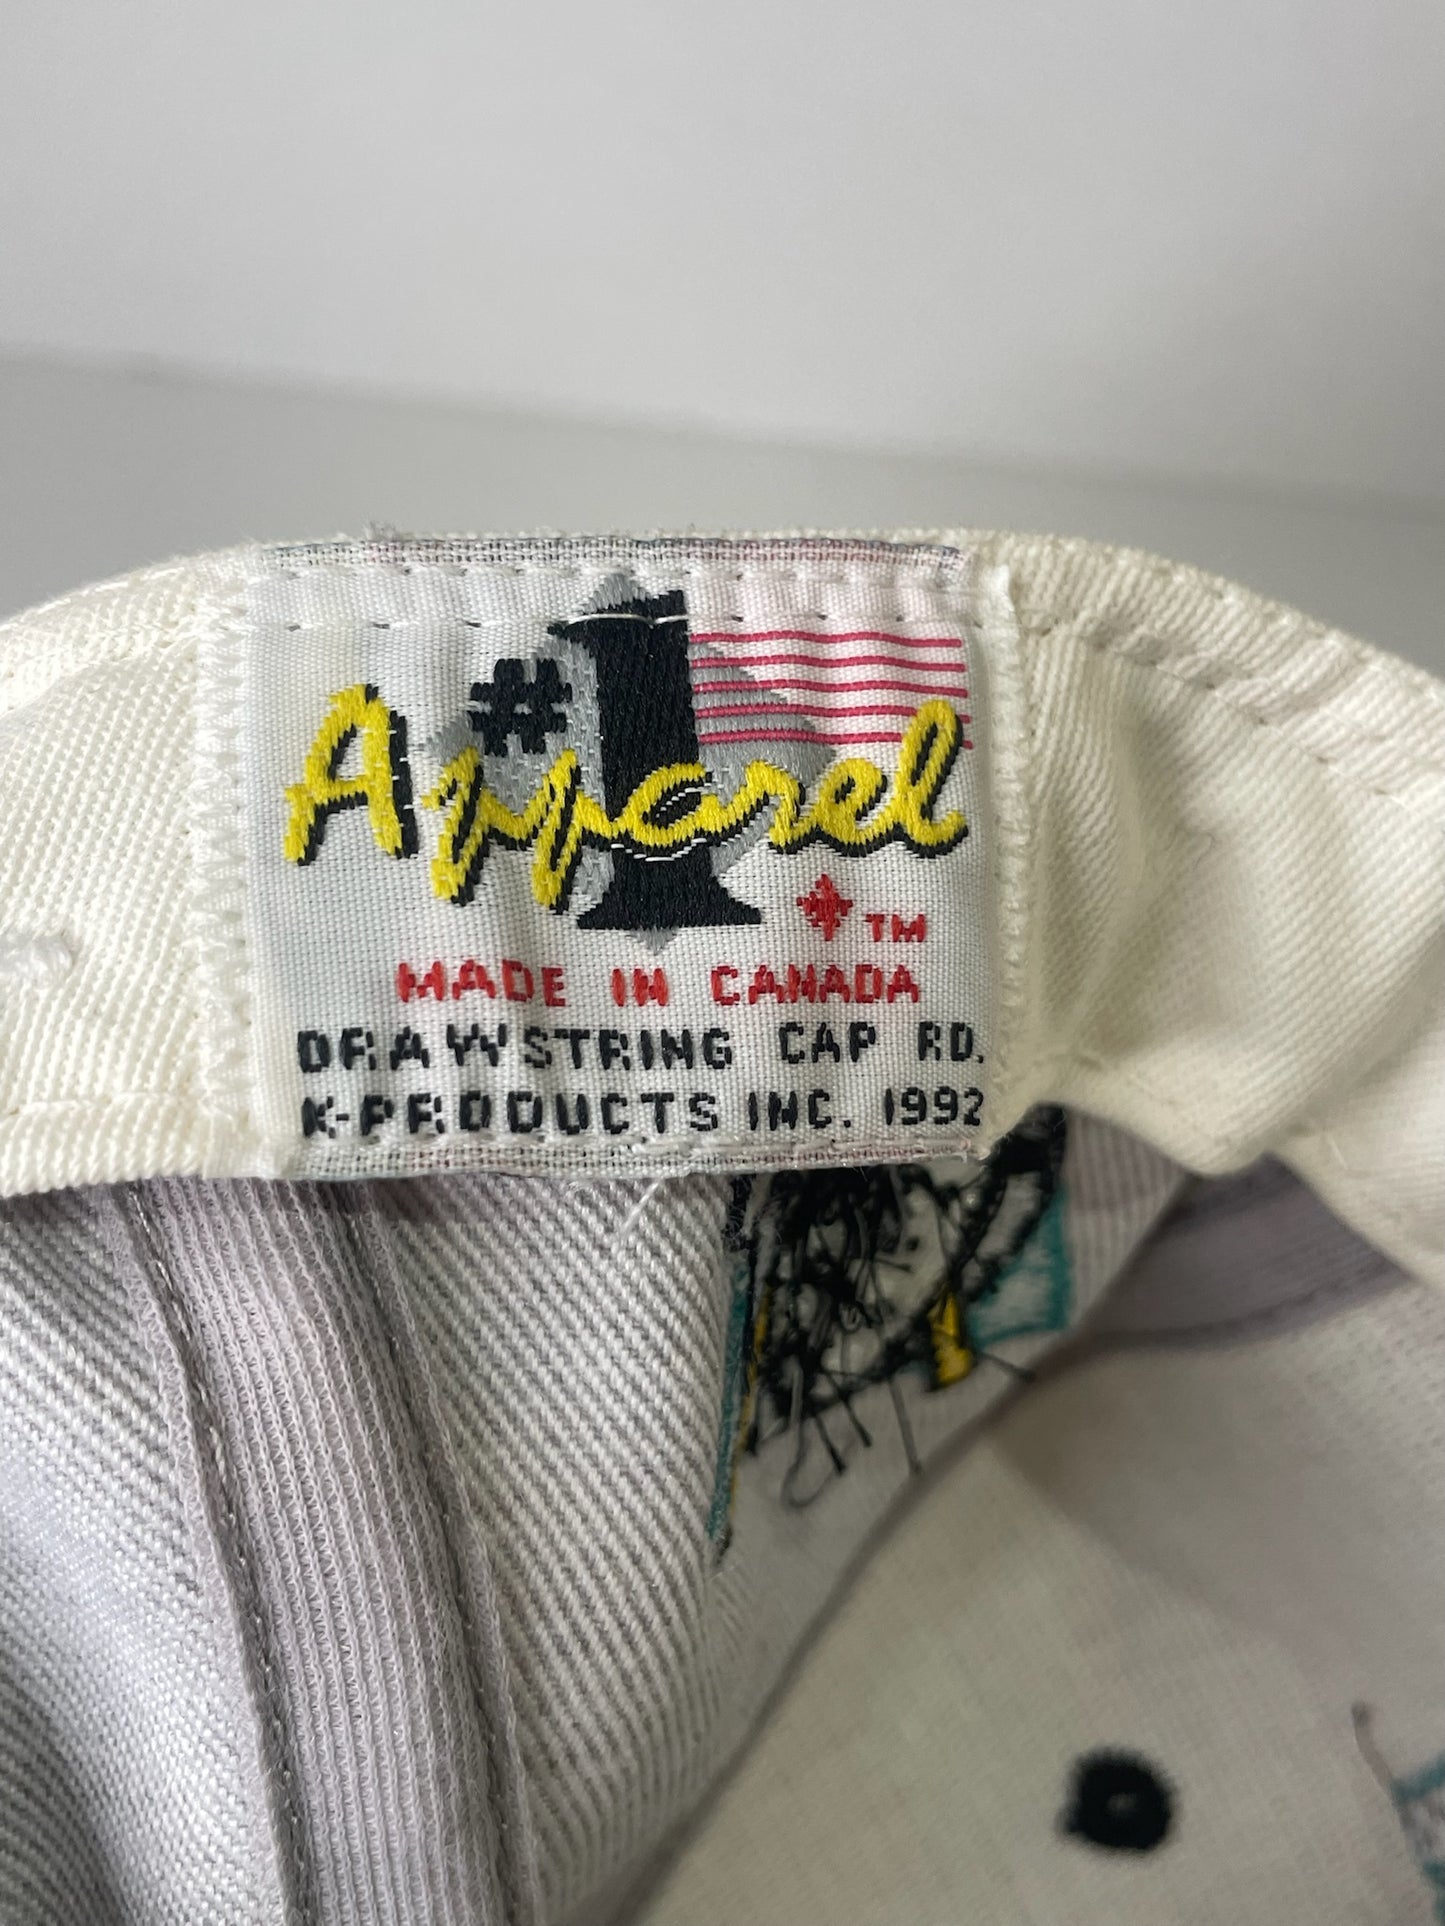 #1
Apparel
TM
MADE IN CANADA
DRAWSTRING CAP RD.
K-PRODUCTS INC. 1992